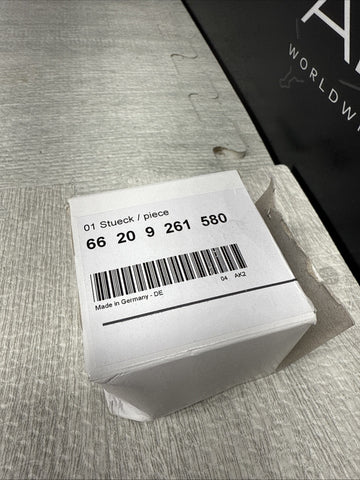 WORLDW
01 Stueck / piece
66 20 9 261 580
Made in Germany - DE 04 AK2